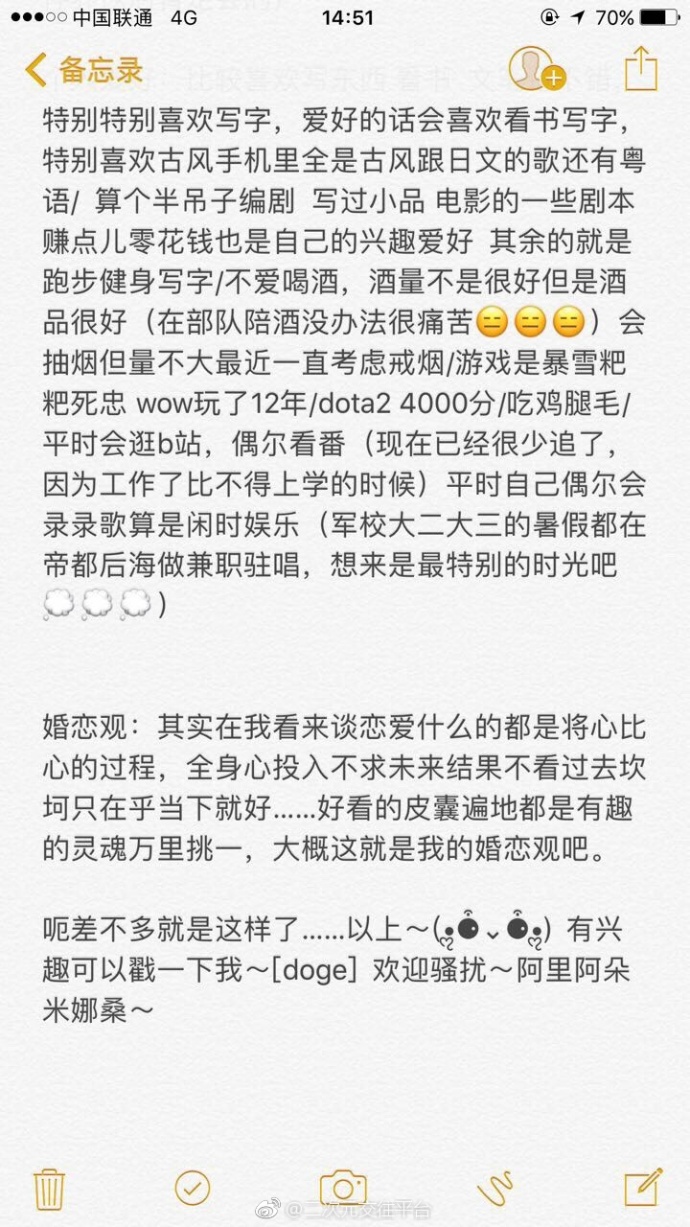 中国联通 4G 14:51 70%
备忘录
特别特别喜欢写字，爱好的话会喜欢看书写字，
特别喜欢古风手机里全是古风跟日文的歌还有粤
语/ 算个半吊子编剧 写过小品 电影的一些剧本
赚点儿零花钱也是自己的兴趣爱好 其余的就是
跑步健身写字/不爱喝酒，酒量不是很好但是酒
品很好（在部队陪酒没办法很痛苦😑😑😑）会
抽烟但量不大最近一直考虑戒烟/游戏是暴雪粑
粑死忠 wow玩了12年/dota2 4000分/吃鸡腿毛/
平时会逛b站，偶尔看番（现在已经很少追了，
因为工作了比不得上学的时候）平时自己偶尔会
录录歌算是闲时娱乐（军校大二大三的暑假都在
帝都后海做兼职驻唱，想来是最特别的时光吧
💭💭💭）
婚恋观：其实在我看来谈恋爱什么的都是将心比
心的过程，全身心投入不求未来结果不看过去坎
坷只在乎当下就好……好看的皮囊遍地都是有趣
的灵魂万里挑一，大概这就是我的婚恋观吧。
呃差不多就是这样了……以上～(ू•ᴗ•ू) 有兴
趣可以戳一下我～[doge］欢迎骚扰～阿里阿朵
米娜桑～
@二次元交往平台